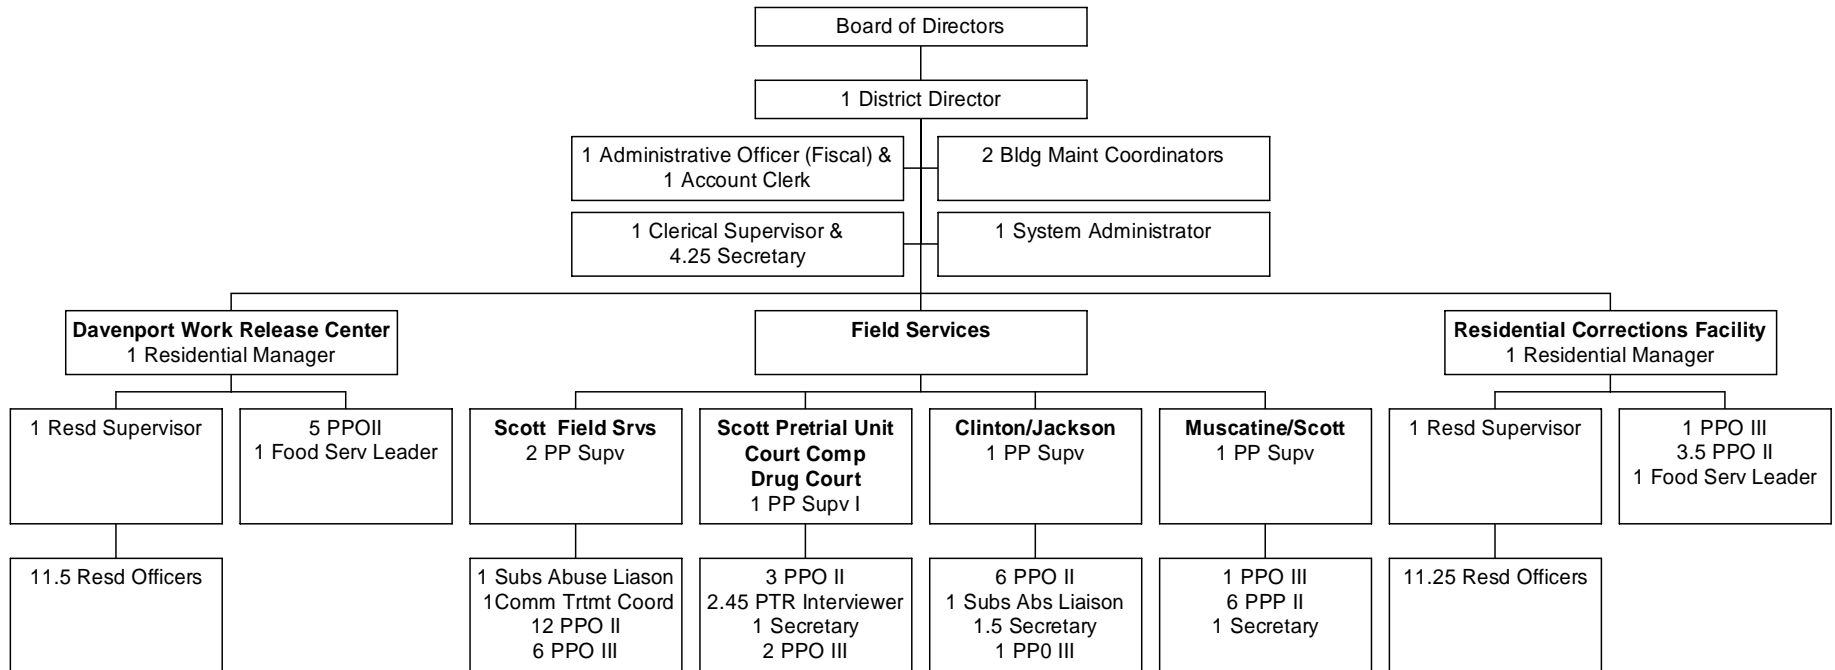 Board of Directors
1 District Director
1 Administrative Officer (Fiscal) &
1 Account Clerk
2 Bldg Maint Coordinators
1 Clerical Supervisor &
4.25 Secretary
1 System Administrator
Davenport Work Release Center
1 Residential Manager
Field Services
Residential Corrections Facility
1 Residential Manager
1 Resd Supervisor
5 PPOII
1 Food Serv Leader
Scott Field Srvs
2 PP Supv
Scott Pretrial Unit
Court Comp
Drug Court
1 PP Supv I
Clinton/Jackson
1 PP Supv
Muscatine/Scott
1 PP Supv
1 Resd Supervisor
1 PPO III
3.5 PPO II
1 Food Serv Leader
11.5 Resd Officers
1 Subs Abuse Liason
1Comm Trtmt Coord
12 PPO II
6 PPO III
3 PPO II
2.45 PTR Interviewer
1 Secretary
2 PPO III
6 PPO II
1 Subs Abs Liaison
1.5 Secretary
1 PP0 III
1 PPO III
6 PPP II
1 Secretary
11.25 Resd Officers